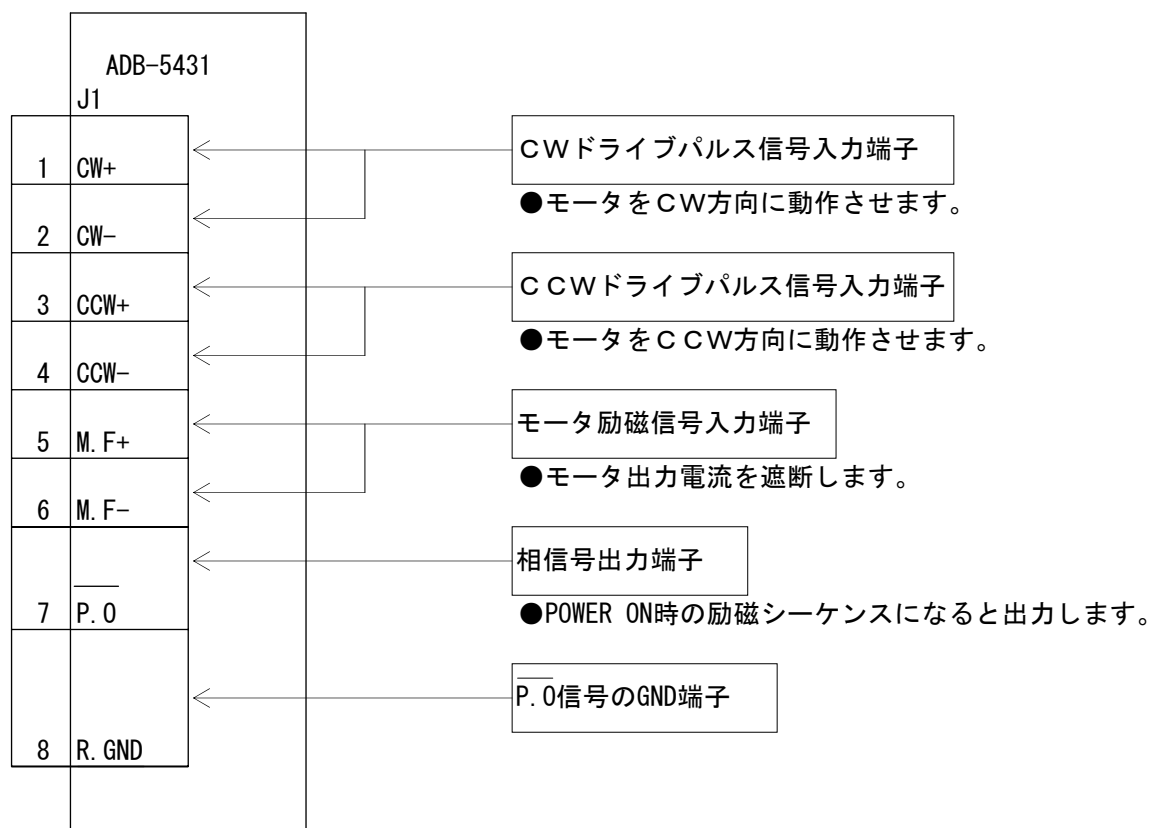 ADB-5431
J1
1 CW+
CWドライブパルス信号入力端子
●モータをCW方向に動作させます。
2 CW-
3 CCW+
CCWドライブパルス信号入力端子
●モータをCCW方向に動作させます。
4 CCW-
5 M.F+
モータ励磁信号入力端子
●モータ出力電流を遮断します。
6 M.F-
相信号出力端子
7 P.O
●POWER ON時の励磁シーケンスになると出力します。
P.O信号のGND端子
8 R.GND